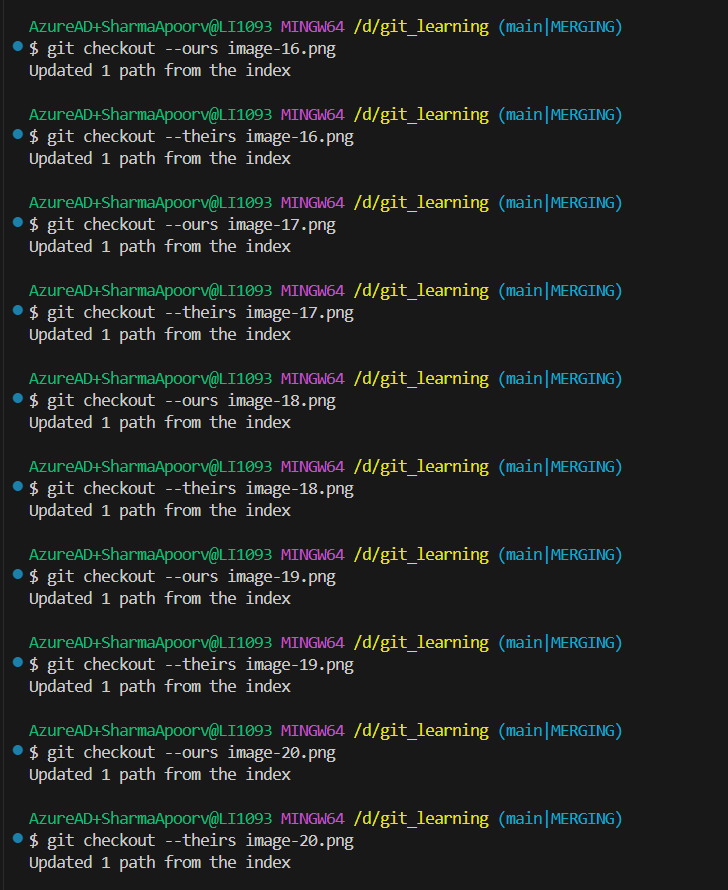 AzureAD+SharmaApoorv@LI1093 MINGW64 /d/git_learning (main|MERGING)
$ git checkout --ours image-16.png
Updated 1 path from the index
AzureAD+SharmaApoorv@LI1093 MINGW64 /d/git_learning (main|MERGING)
$ git checkout --theirs image-16.png
Updated 1 path from the index
AzureAD+SharmaApoorv@LI1093 MINGW64 /d/git_learning (main|MERGING)
$ git checkout --ours image-17.png
Updated 1 path from the index
AzureAD+SharmaApoorv@LI1093 MINGW64 /d/git_learning (main|MERGING)
$ git checkout --theirs image-17.png
Updated 1 path from the index
AzureAD+SharmaApoorv@LI1093 MINGW64 /d/git_learning (main|MERGING)
$ git checkout --ours image-18.png
Updated 1 path from the index
AzureAD+SharmaApoorv@LI1093 MINGW64 /d/git_learning (main|MERGING)
$ git checkout --theirs image-18.png
Updated 1 path from the index
AzureAD+SharmaApoorv@LI1093 MINGW64 /d/git_learning (main|MERGING)
$ git checkout --ours image-19.png
Updated 1 path from the index
AzureAD+SharmaApoorv@LI1093 MINGW64 /d/git_learning (main|MERGING)
$ git checkout --theirs image-19.png
Updated 1 path from the index
AzureAD+SharmaApoorv@LI1093 MINGW64 /d/git_learning (main|MERGING)
$ git checkout --ours image-20.png
Updated 1 path from the index
AzureAD+SharmaApoorv@LI1093 MINGW64 /d/git_learning (main|MERGING)
$ git checkout --theirs image-20.png
Updated 1 path from the index